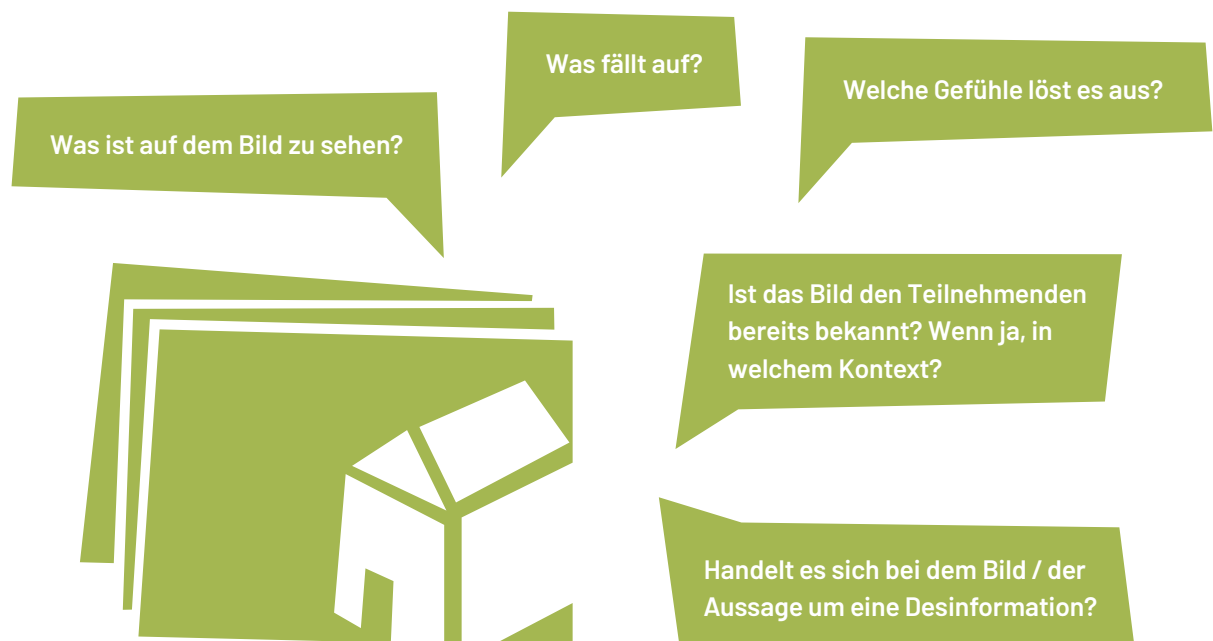 Was fällt auf?
Welche Gefühle löst es aus?
Was ist auf dem Bild zu sehen?
Ist das Bild den Teilnehmenden
bereits bekannt? Wenn ja, in
welchem Kontext?
Handelt es sich bei dem Bild / der
Aussage um eine Desinformation?